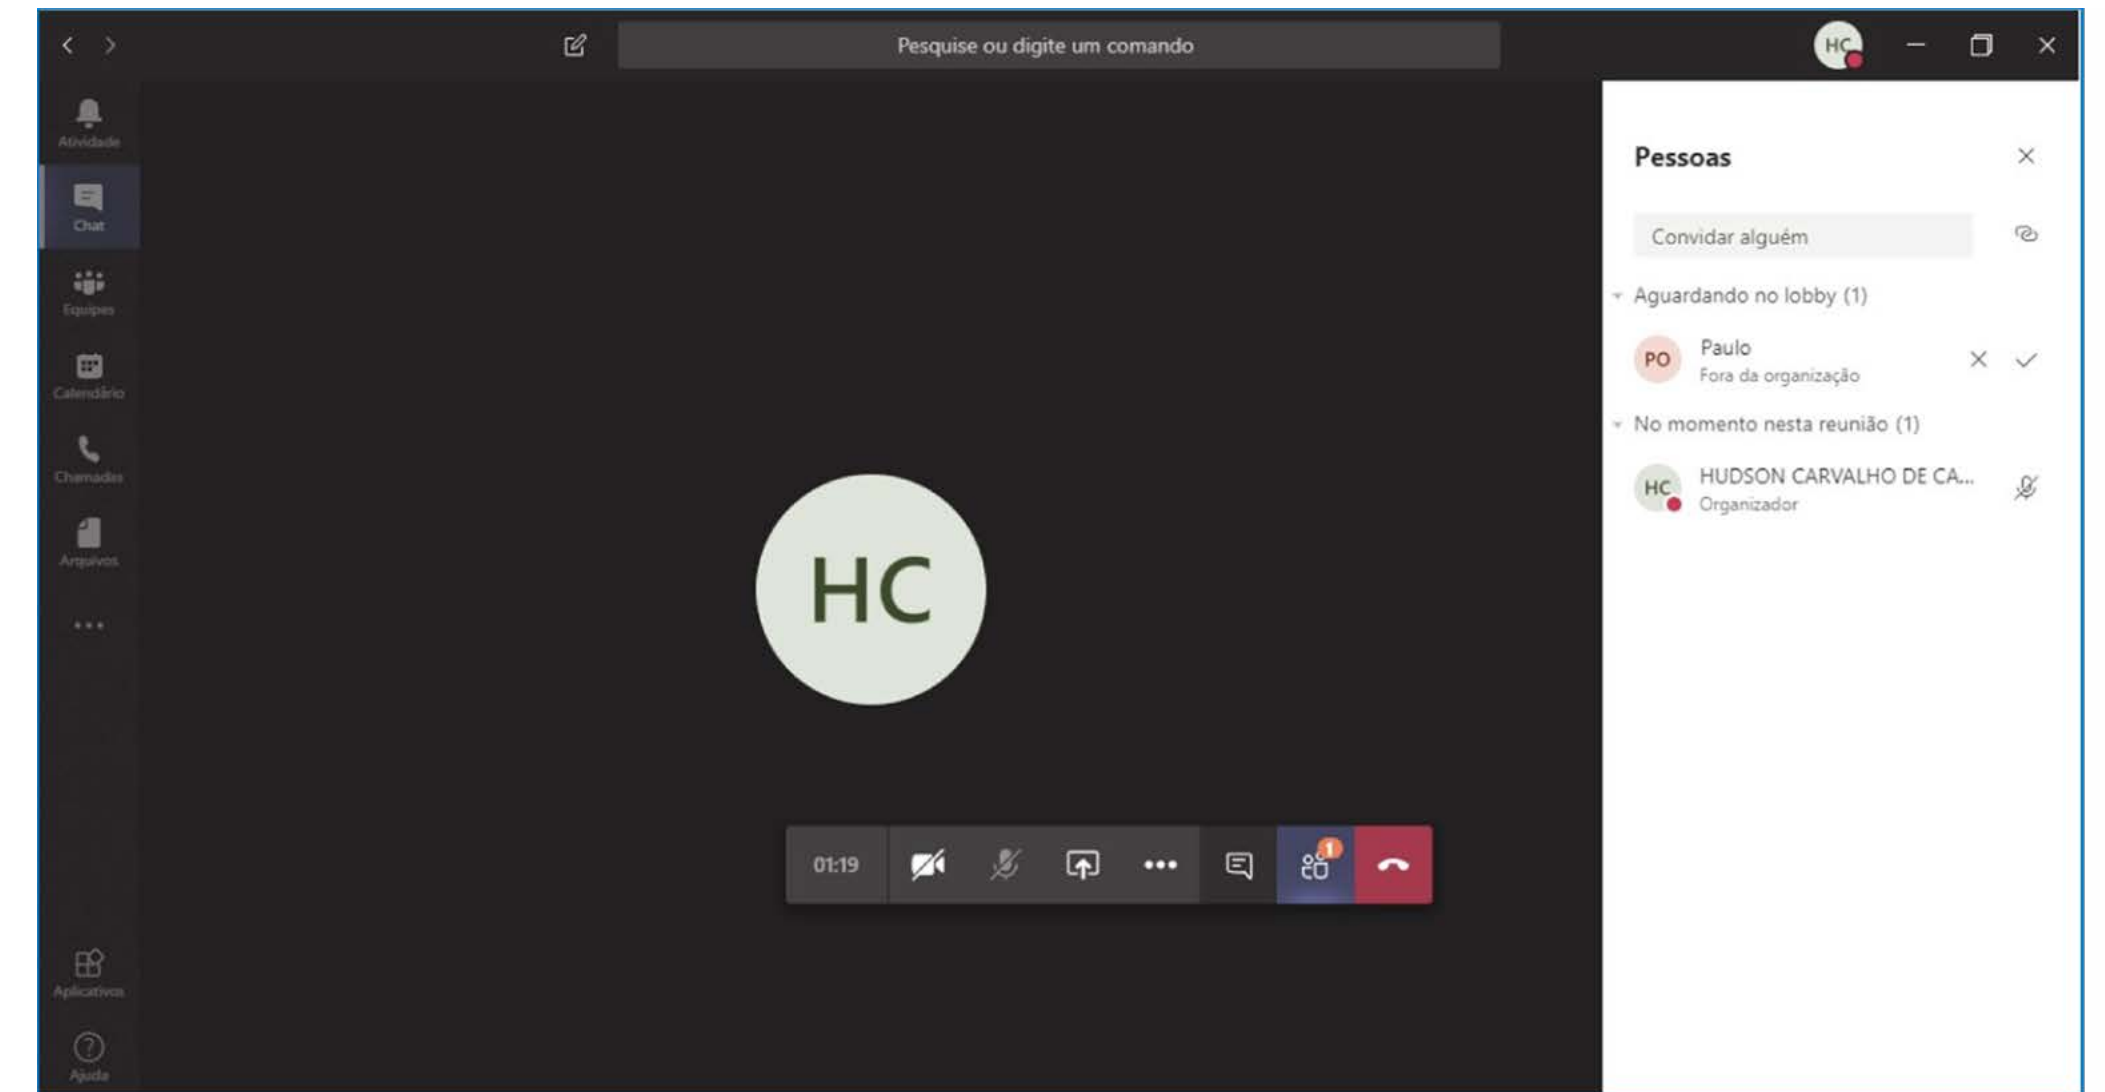 Pesquise ou digite um comando
HC
Atividade
Chat
Equipes
Calendário
Chamadas
Arquivos
Aplicativos
Ajuda
HC
01:19
1
Pessoas
Convidar alguém
Aguardando no lobby (1)
PO
Paulo
Fora da organização
No momento nesta reunião (1)
HC
HUDSON CARVALHO DE CA...
Organizador